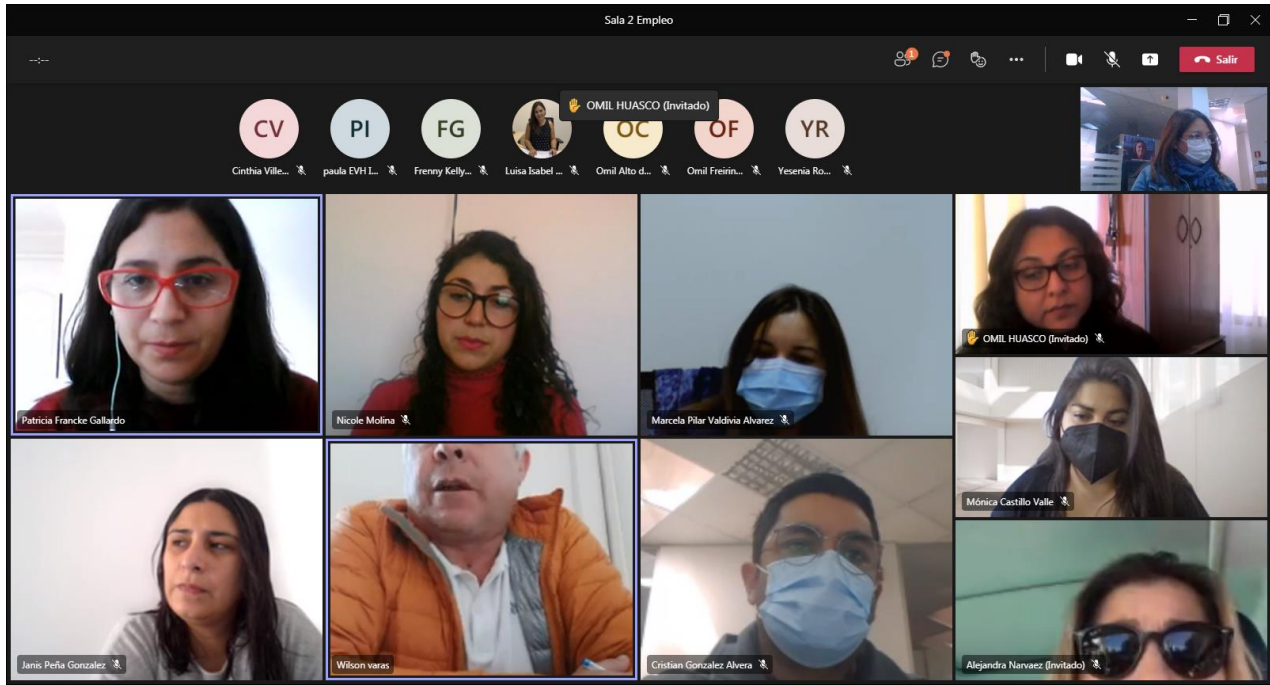 Sala 2 Empleo
--:--
1
Salir
OMIL HUASCO (Invitado)
CV
PI
FG
OC
OF
YR
Cinthia Ville...
paula EVH I...
Frenny Kelly...
Luisa Isabel ...
Omil Alto d...
Omil Freirin...
Yesenia Ro...
Patricia Francke Gallardo
Nicole Molina
Marcela Pilar Valdivia Alvarez
OMIL HUASCO (Invitado)
Mónica Castillo Valle
Janis Peña Gonzalez
Wilson varas
Cristian Gonzalez Alvera
Alejandra Narvaez (Invitado)